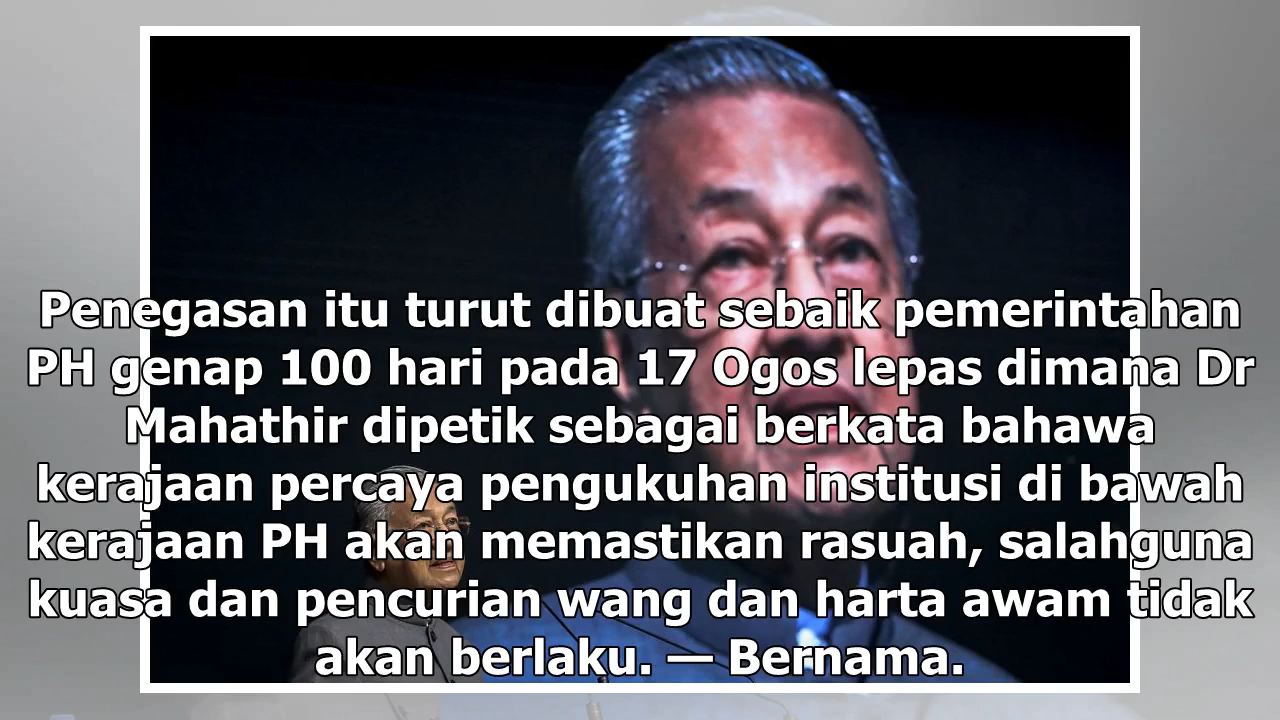 Penegasan itu turut dibuat sebaik pemerintahan
PH genap 100 hari pada 17 Ogos lepas dimana Dr
Mahathir dipetik sebagai berkata bahawa
kerajaan percaya pengukuhan institusi di bawah
kerajaan PH akan memastikan rasuah, salahguna
kuasa dan pencurian wang dan harta awam tidak
akan berlaku. — Bernama.